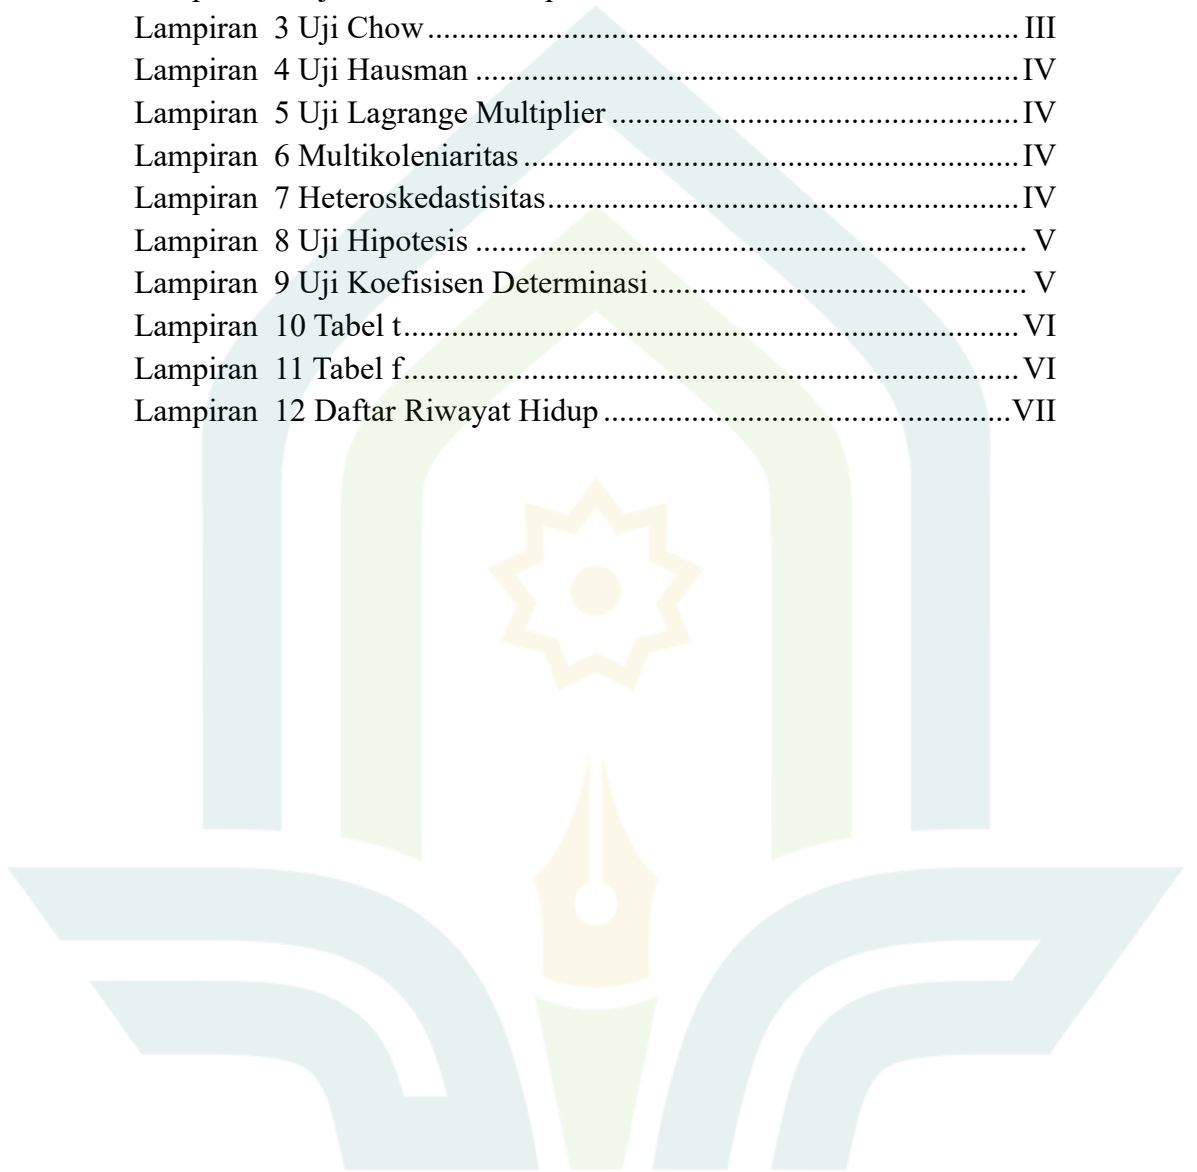 Lampiran 3 Uji Chow.......................................................................... III
Lampiran 4 Uji Hausman .................................................................... IV
Lampiran 5 Uji Lagrange Multiplier ................................................... IV
Lampiran 6 Multikoleniaritas .............................................................. IV
Lampiran 7 Heteroskedastisitas........................................................... IV
Lampiran 8 Uji Hipotesis ..................................................................... V
Lampiran 9 Uji Koefisisen Determinasi............................................... V
Lampiran 10 Tabel t............................................................................. VI
Lampiran 11 Tabel f............................................................................. VI
Lampiran 12 Daftar Riwayat Hidup ...................................................VII